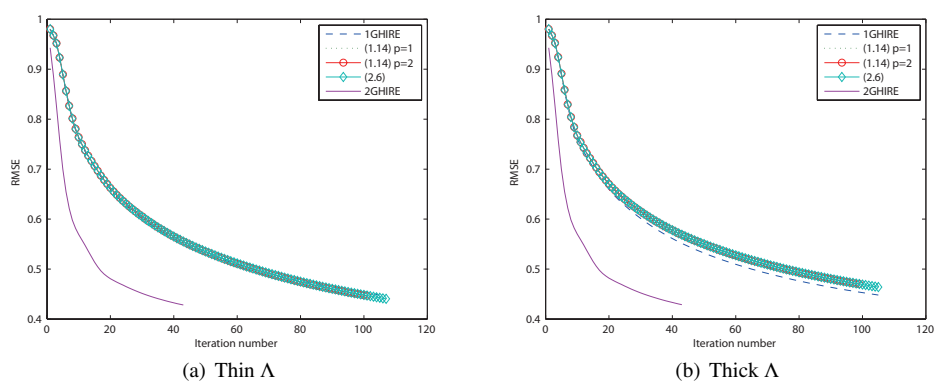 1
0.9
0.8
0.7
0.6
0.5
0.4
RMSE
0 20 40 60 80 100 120
Iteration number
1GHIRE
(1.14) p=1
(1.14) p=2
(2.6)
2GHIRE
(a) Thin Λ
1
0.9
0.8
0.7
0.6
0.5
0.4
RMSE
0 20 40 60 80 100 120
Iteration number
1GHIRE
(1.14) p=1
(1.14) p=2
(2.6)
2GHIRE
(b) Thick Λ